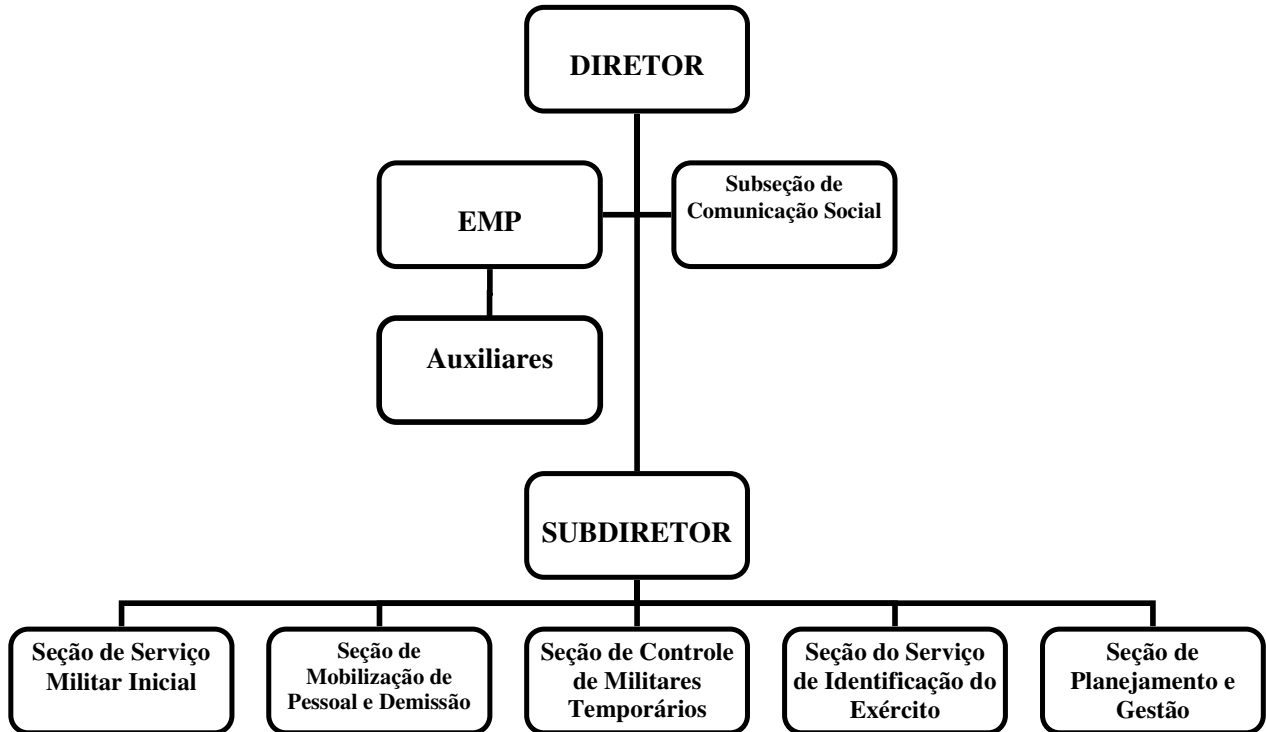 DIRETOR
EMP
Subseção de
Comunicação Social
Auxiliares
SUBDIRETOR
Seção de Serviço
Militar Inicial
Seção de
Mobilização de
Pessoal e Demissão
Seção de Controle
de Militares
Temporários
Seção do Serviço
de Identificação do
Exército
Seção de
Planejamento e
Gestão